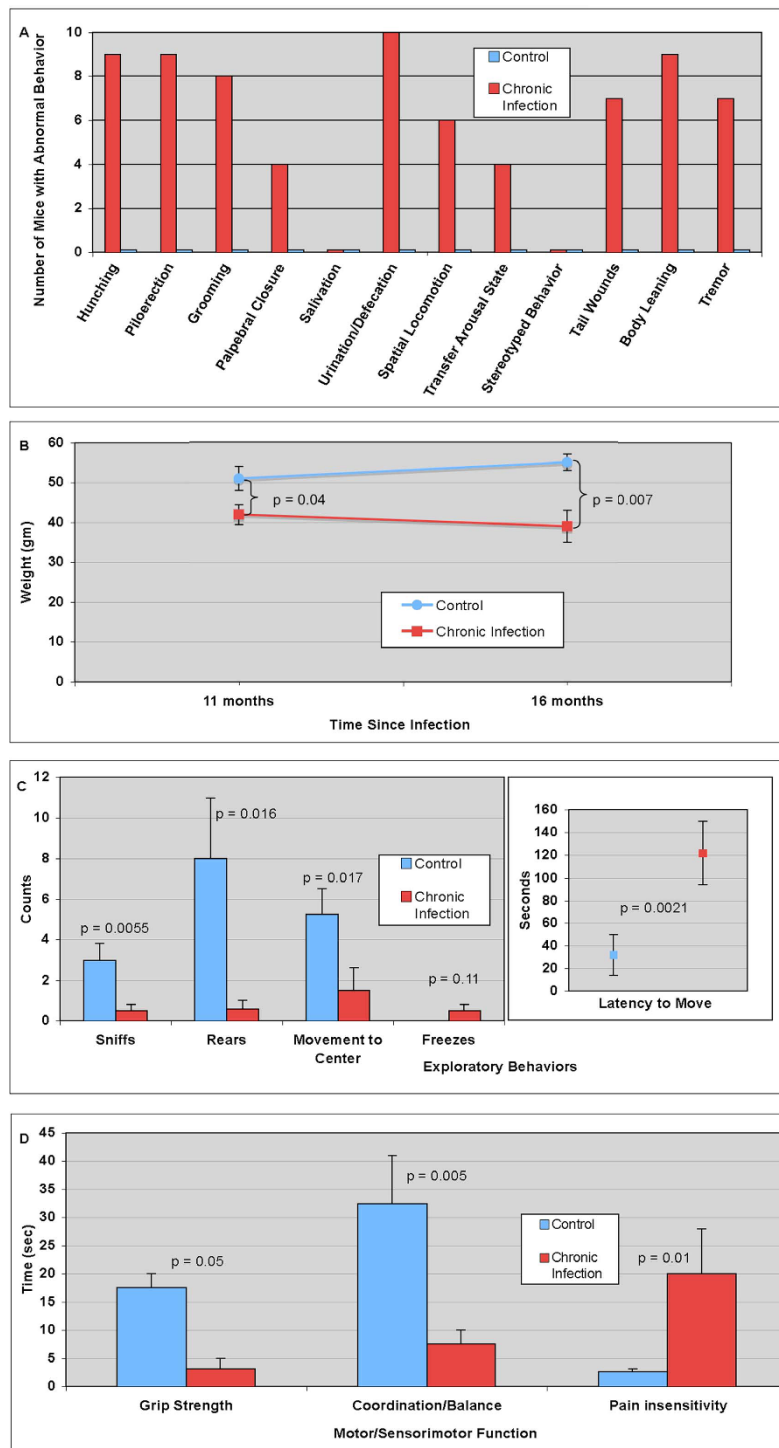 A
Number of Mice with Abnormal Behavior
10
8
6
4
2
0
Control
Chronic
Infection
Hunching
Piloerection
Grooming
Palpebral Closure
Salivation
Urination/Defecation
Spatial Locomotion
Transfer Arousal State
Stereotyped Behavior
Tail Wounds
Body Leaning
Tremor
B
Weight (gm)
60
50
40
30
20
10
0
p = 0.04
p = 0.007
Control
Chronic Infection
11 months
16 months
Time Since Infection
C
Counts
12
10
8
6
4
2
0
p = 0.0055
p = 0.016
p = 0.017
p = 0.11
Control
Chronic
Infection
Sniffs
Rears
Movement to
Center
Freezes
Exploratory Behaviors
Seconds
160
140
120
100
80
60
40
20
0
p = 0.0021
Latency to Move
D
Time (sec)
45
40
35
30
25
20
15
10
5
0
p = 0.05
p = 0.005
p = 0.01
Control
Chronic
Infection
Grip Strength
Coordination/Balance
Pain insensitivity
Motor/Sensorimotor Function